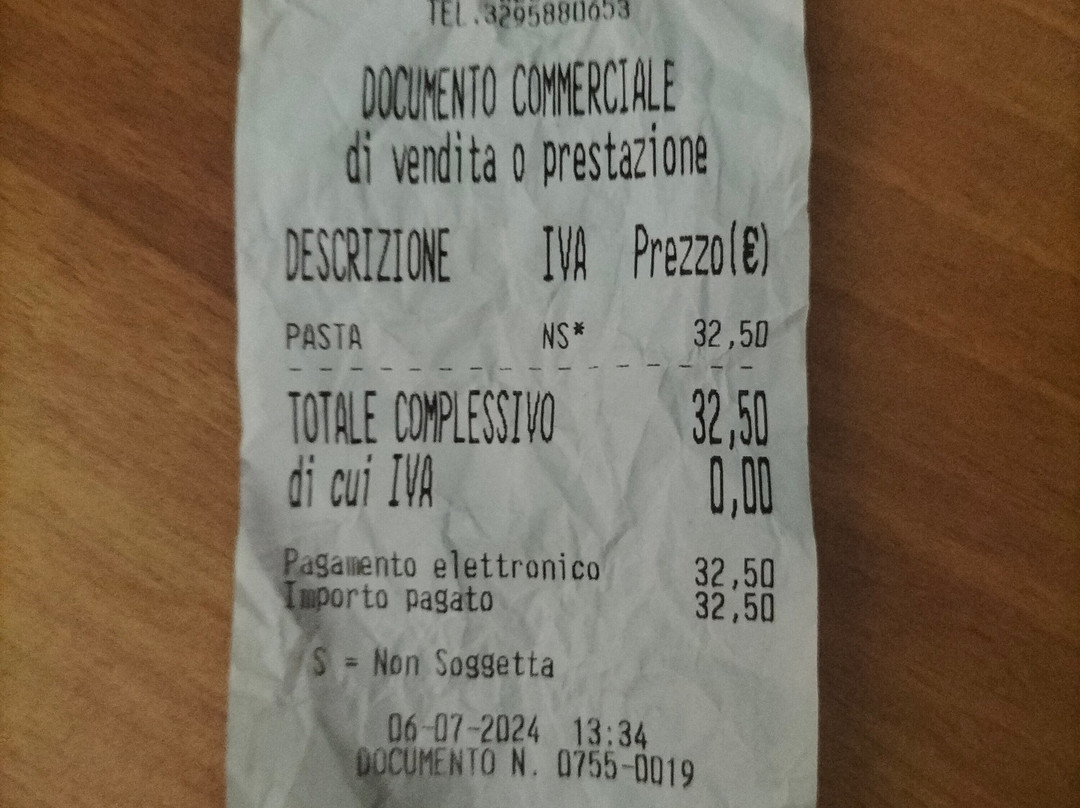 TEL.3295880653
DOCUMENTO COMMERCIALE
di vendita o prestazione
DESCRIZIONE IVA Prezzo(€)
PASTA NS* 32,50
TOTALE COMPLESSIVO 32,50
di cui IVA 0,00
Pagamento elettronico 32,50
Importo pagato 32,50
S = Non Soggetta
06-07-2024 13:34
DOCUMENTO N. 0755-0019